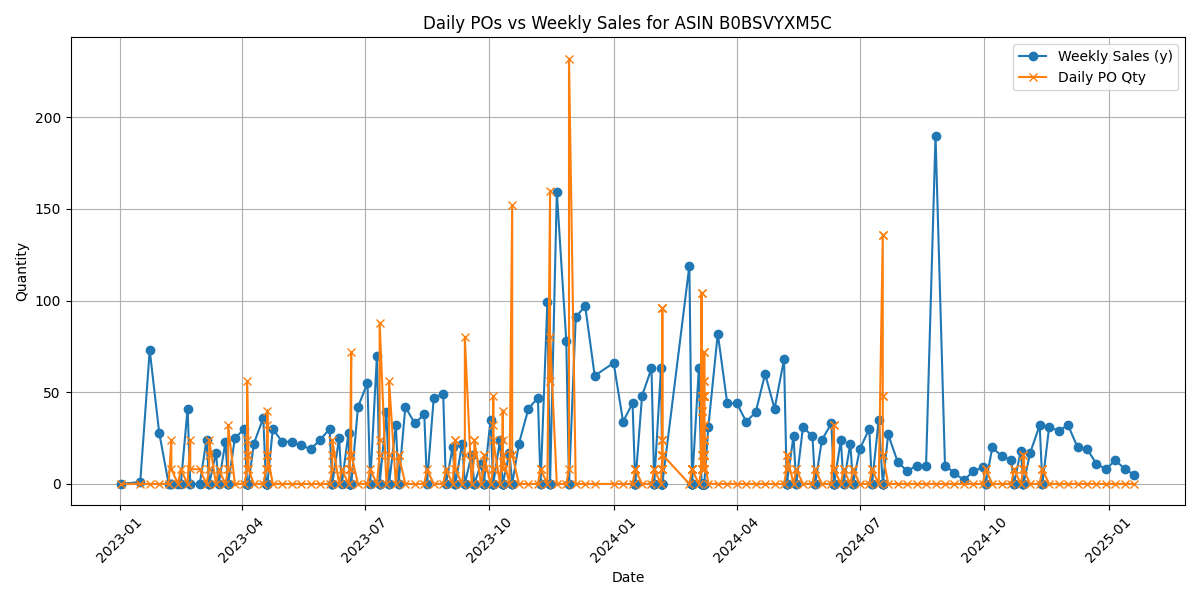 Daily POs vs Weekly Sales for ASIN B0BSVYXM5C
Weekly Sales (y)
Daily PO Qty
Quantity
200
150
100
50
0
2023-01
2023-04
2023-07
2023-10
2024-01
2024-04
2024-07
2024-10
2025-01
Date